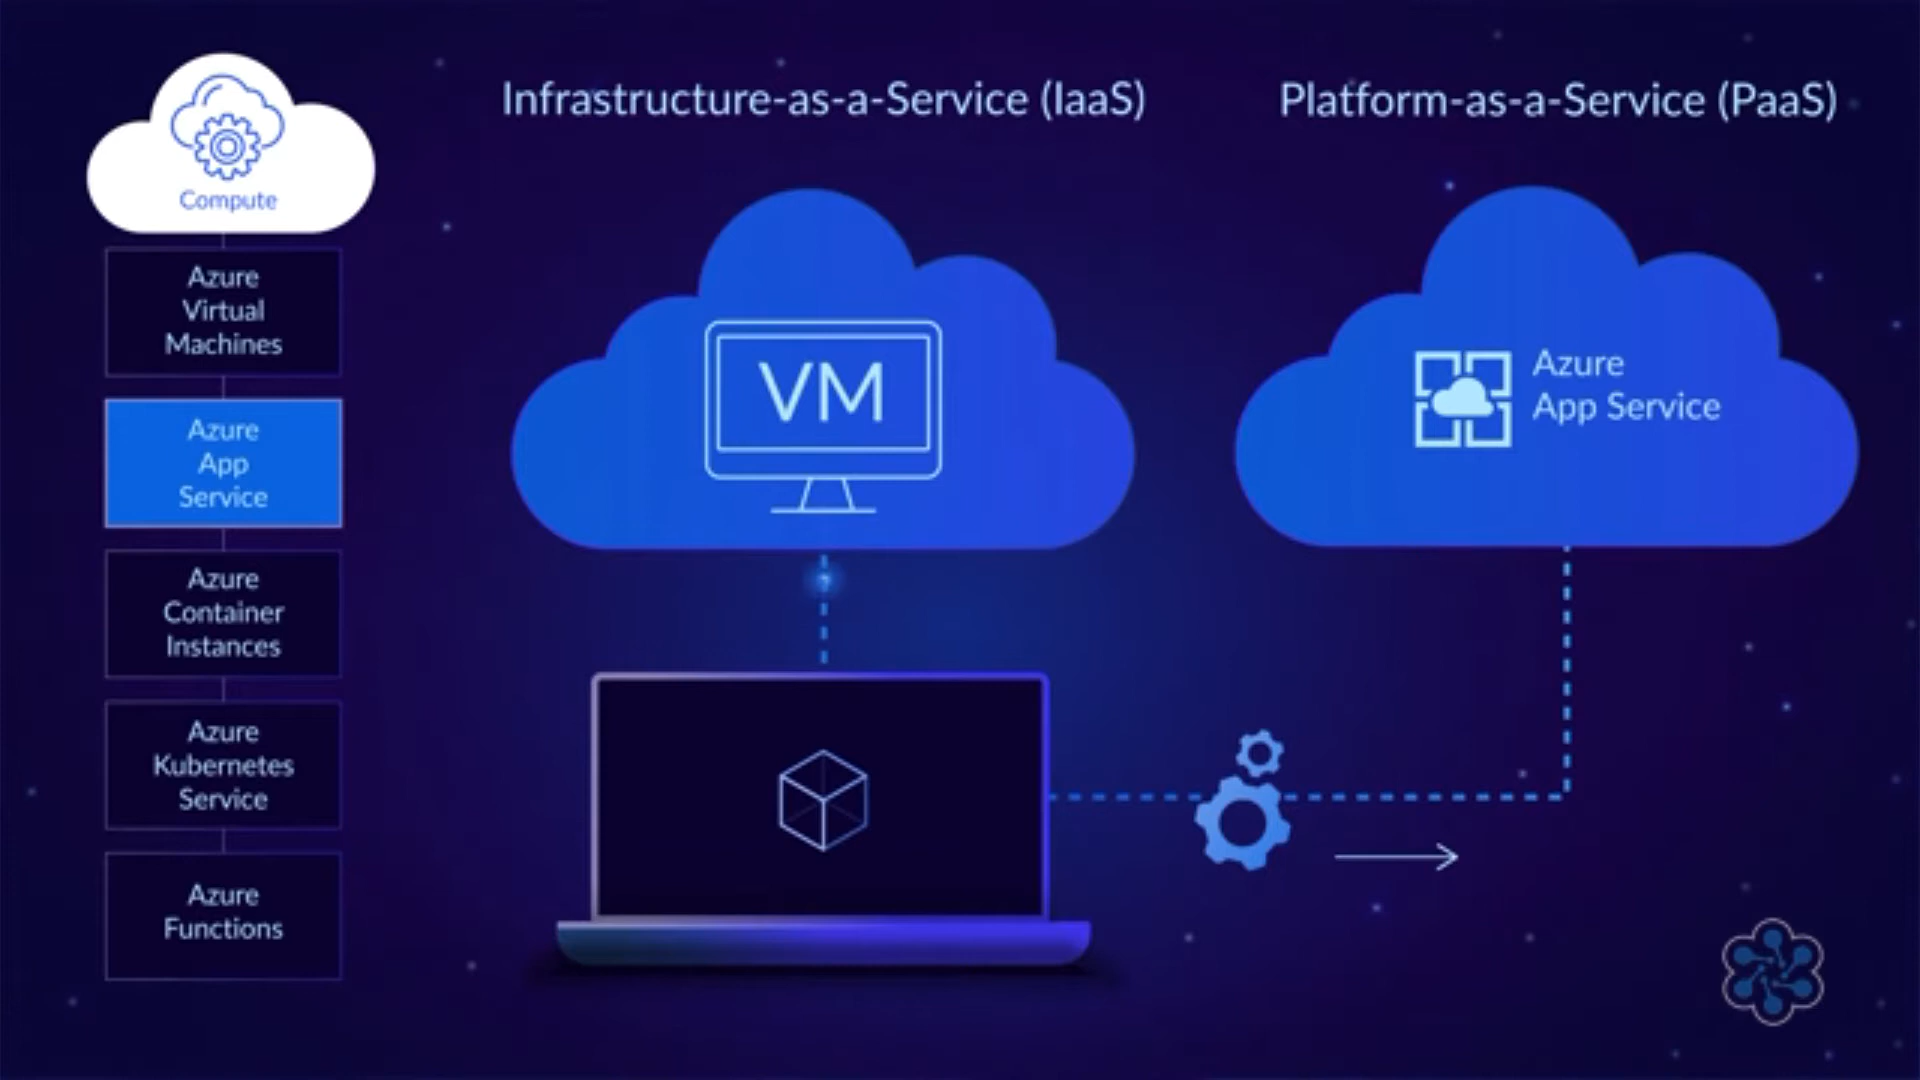 Compute
Azure
Virtual
Machines
Azure
App
Service
Azure
Container
Instances
Azure
Kubernetes
Service
Azure
Functions
Infrastructure-as-a-Service (IaaS)
VM
Platform-as-a-Service (PaaS)
Azure
App Service